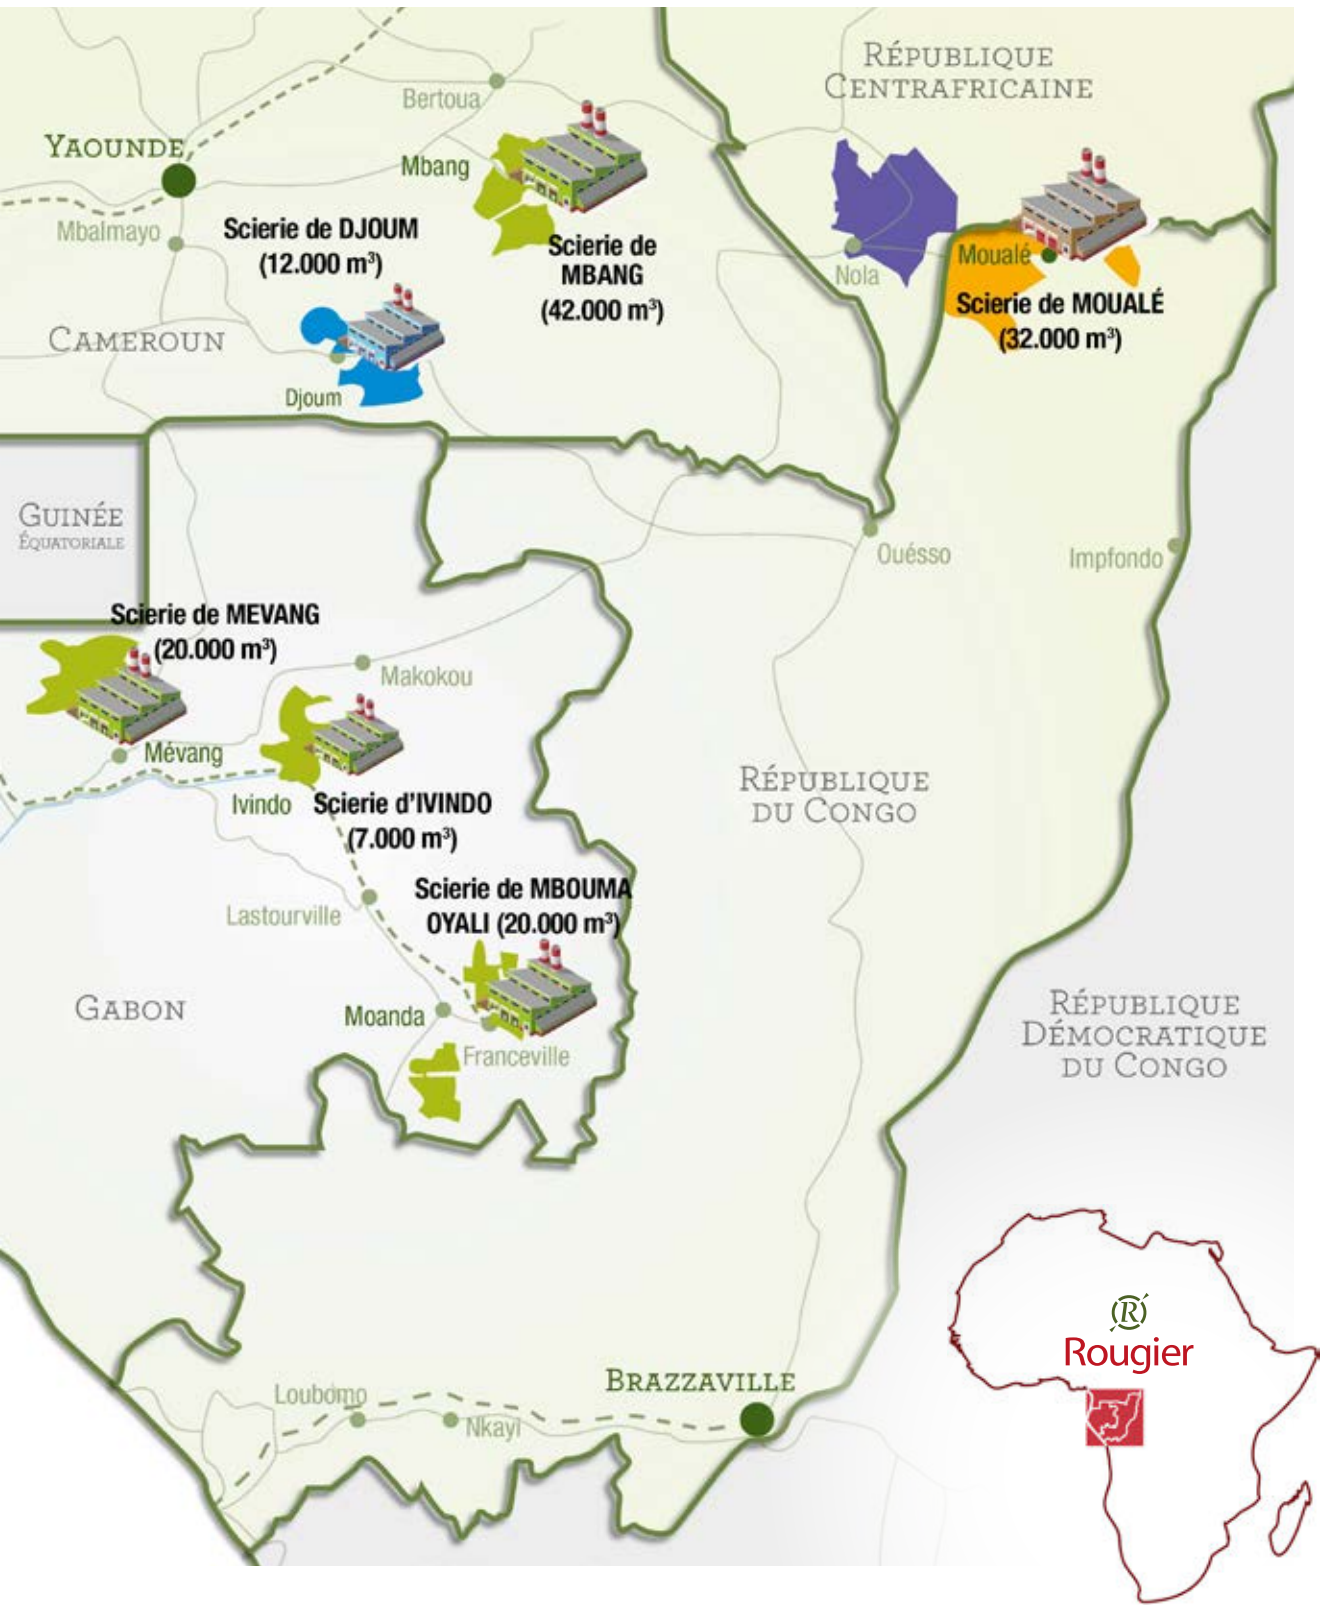 RÉPUBLIQUE
CENTRAFRICAINE
Bertoua
YAOUNDE
Mbang
Mbalmayo
Scierie de DJOUM
(12.000 m³)
Scierie de
MBANG
(42.000 m³)
Nola
Moualé
Scierie de MOUALÉ
(32.000 m³)
CAMEROUN
Djoum
GUINÉE
ÉQUATORIALE
Ouésso
Impfondo
Scierie de MEVANG
(20.000 m³)
Makokou
Mévang
Ivindo
Scierie d'IVINDO
(7.000 m³)
RÉPUBLIQUE
DU CONGO
Scierie de MBOUMA
OYALI (20.000 m³)
Lastourville
GABON
Moanda
Franceville
RÉPUBLIQUE
DÉMOCRATIQUE
DU CONGO
R
Rougier
BRAZZAVILLE
Loubomo
Nkayi
3